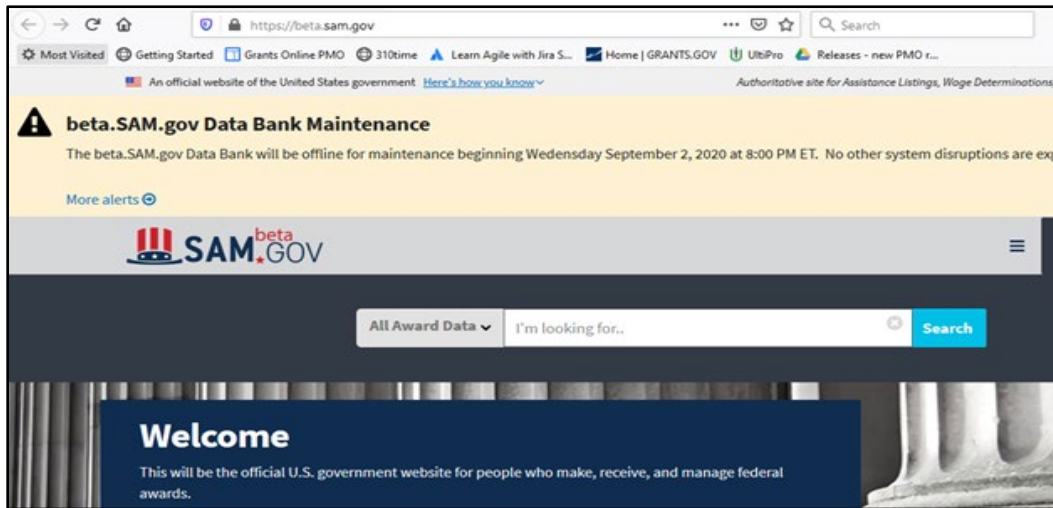 https://beta.sam.gov
Search
Most Visited Getting Started Grants Online PMO 310time Learn Agile with Jira S... Home | GRANTS.GOV UltiPro Releases - new PMO r...
An official website of the United States government Here's how you know Authoritative site for Assistance Listings, Wage Determinations,
beta.SAM.gov Data Bank Maintenance
The beta.SAM.gov Data Bank will be offline for maintenance beginning Wedensday September 2, 2020 at 8:00 PM ET. No other system disruptions are exp
More alerts
SAM.GOV beta
All Award Data I'm looking for.. Search
Welcome
This will be the official U.S. government website for people who make, receive, and manage federal
awards.